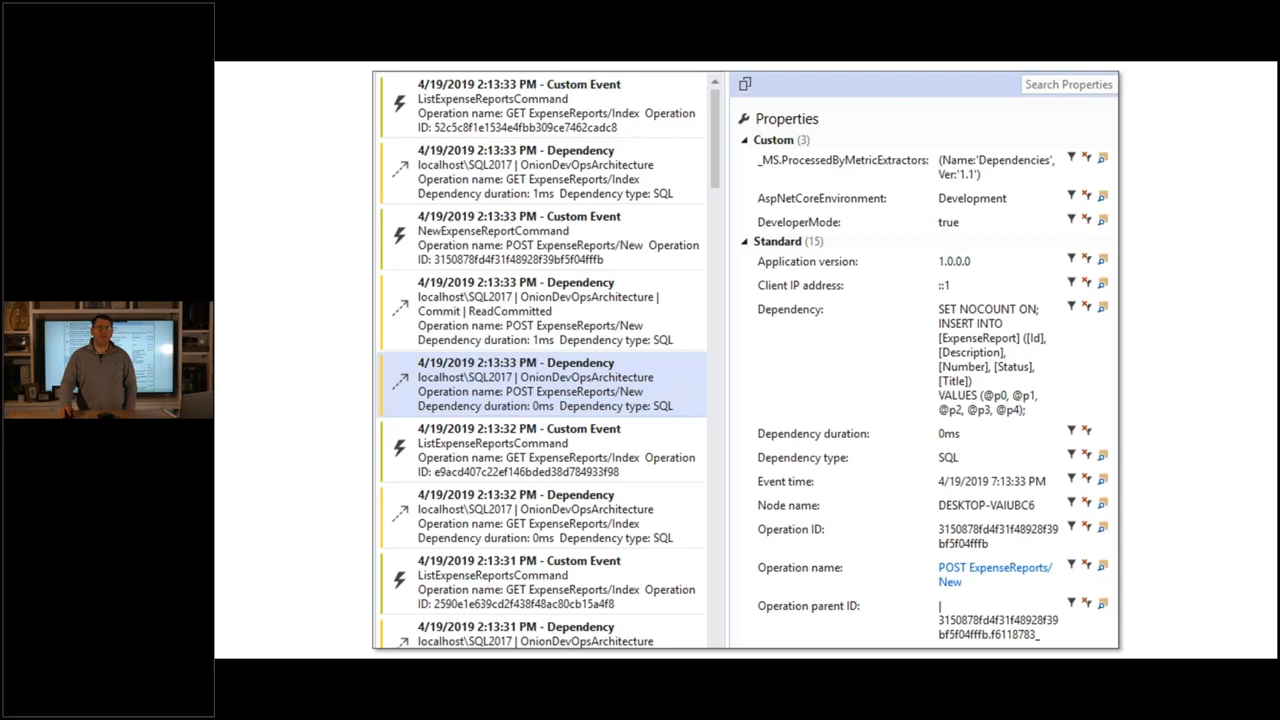 4/19/2019 2:13:33 PM - Custom Event
ListExpenseReportsCommand
Operation name: GET ExpenseReports/Index Operation
ID: 52c5c8f1e1534e4fbb309ce7462cadc8
4/19/2019 2:13:33 PM - Dependency
localhost\SQL2017 | OnionDevOpsArchitecture
Operation name: GET ExpenseReports/Index
Dependency duration: 1ms Dependency type: SQL
4/19/2019 2:13:33 PM - Custom Event
NewExpenseReportCommand
Operation name: POST ExpenseReports/New Operation
ID: 3150878fd4f31f48928f39bf5f04fffb
4/19/2019 2:13:33 PM - Dependency
localhost\SQL2017 | OnionDevOpsArchitecture |
Commit | ReadCommitted
Operation name: POST ExpenseReports/New
Dependency duration: 1ms Dependency type: SQL
4/19/2019 2:13:33 PM - Dependency
localhost\SQL2017 | OnionDevOpsArchitecture
Operation name: POST ExpenseReports/New
Dependency duration: 0ms Dependency type: SQL
4/19/2019 2:13:32 PM - Custom Event
ListExpenseReportsCommand
Operation name: GET ExpenseReports/Index Operation
ID: e9acd407c22ef146bded38d784933f98
4/19/2019 2:13:32 PM - Dependency
localhost\SQL2017 | OnionDevOpsArchitecture
Operation name: GET ExpenseReports/Index
Dependency duration: 0ms Dependency type: SQL
4/19/2019 2:13:31 PM - Custom Event
ListExpenseReportsCommand
Operation name: GET ExpenseReports/Index Operation
ID: 2590e1e639cd2f438f48ac80cb15a4f8
4/19/2019 2:13:31 PM - Dependency
localhost\SQL2017 | OnionDevOpsArchitecture
Search Properties
Properties
Custom (3)
_MS.ProcessedByMetricExtractors: (Name:'Dependencies',
Ver:'1.1')
AspNetCoreEnvironment: Development
DeveloperMode: true
Standard (15)
Application version: 1.0.0.0
Client IP address: ::1
Dependency: SET NOCOUNT ON;
INSERT INTO
[ExpenseReport] ([Id],
[Description],
[Number], [Status],
[Title])
VALUES (@p0, @p1,
@p2, @p3, @p4);
Dependency duration: 0ms
Dependency type: SQL
Event time: 4/19/2019 7:13:33 PM
Node name: DESKTOP-VAIUBC6
Operation ID: 3150878fd4f31f48928f39
bf5f04fffb
Operation name: POST ExpenseReports/
New
Operation parent ID: |
3150878fd4f31f48928f39
bf5f04fffb.f6118783_